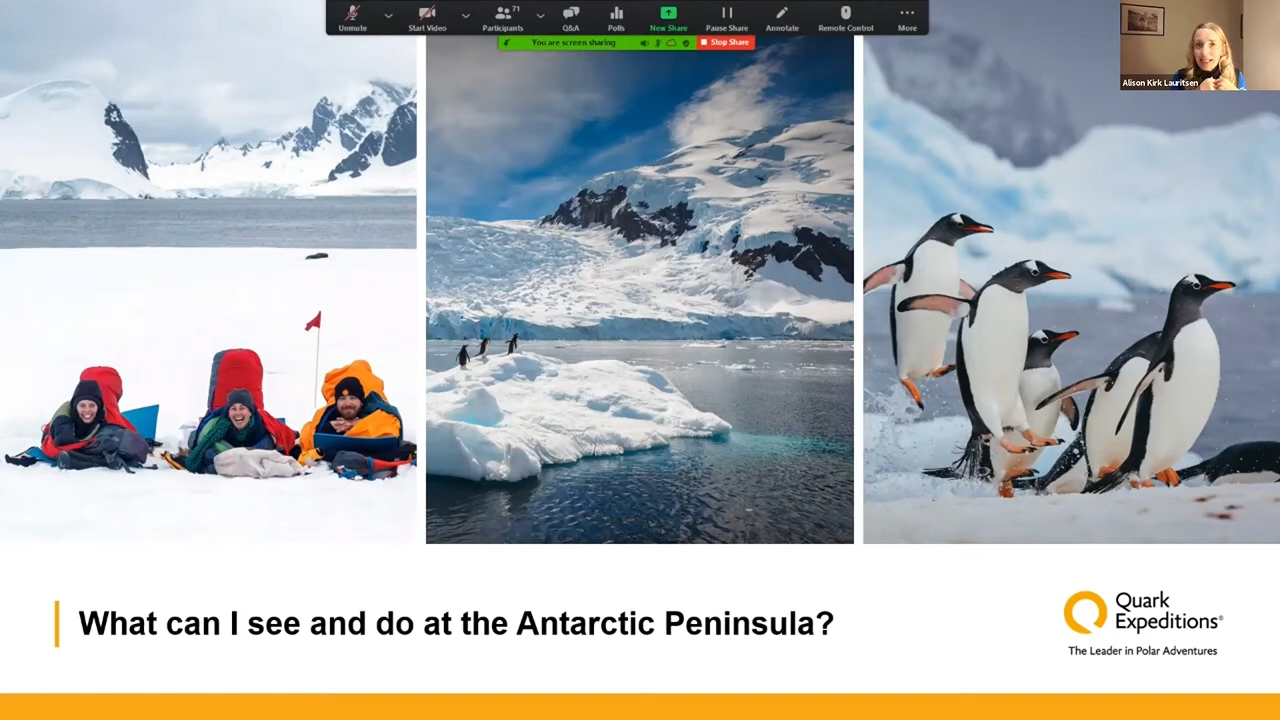 Unmute
Start Video
Participants
71
Q&A
Polls
New Share
Pause Share
Annotate
Remote Control
More
You are screen sharing
Stop Share
Alison Kirk Lauritsen
What can I see and do at the Antarctic Peninsula?
Quark
Expeditions®
The Leader in Polar Adventures